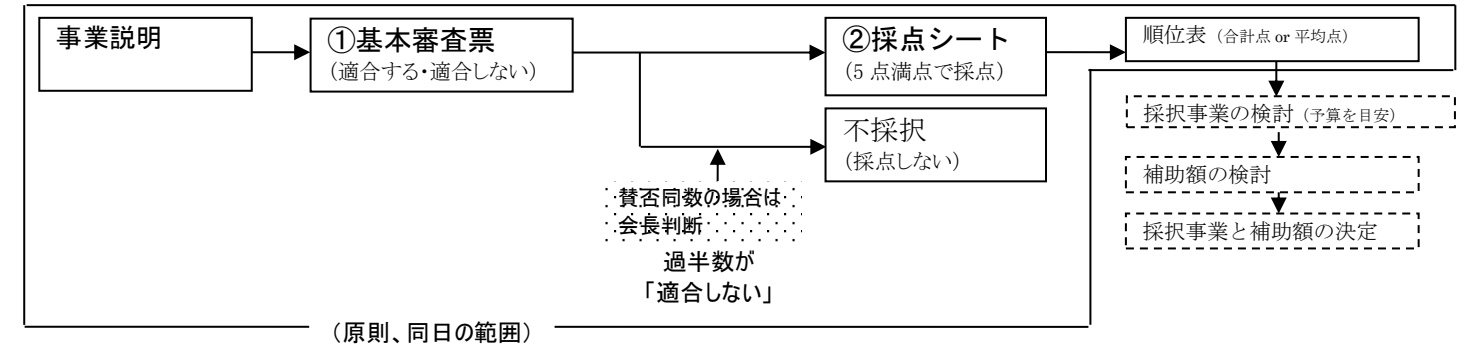 事業説明
①基本審査票
(適合する・適合しない)
②採点シート
(5 点満点で採点)
順位表 (合計点 or 平均点)
不採択
(採点しない)
採択事業の検討 (予算を目安)
補助額の検討
採択事業と補助額の決定
賛否同数の場合は
会長判断
過半数が
「適合しない」
(原則、同日の範囲)